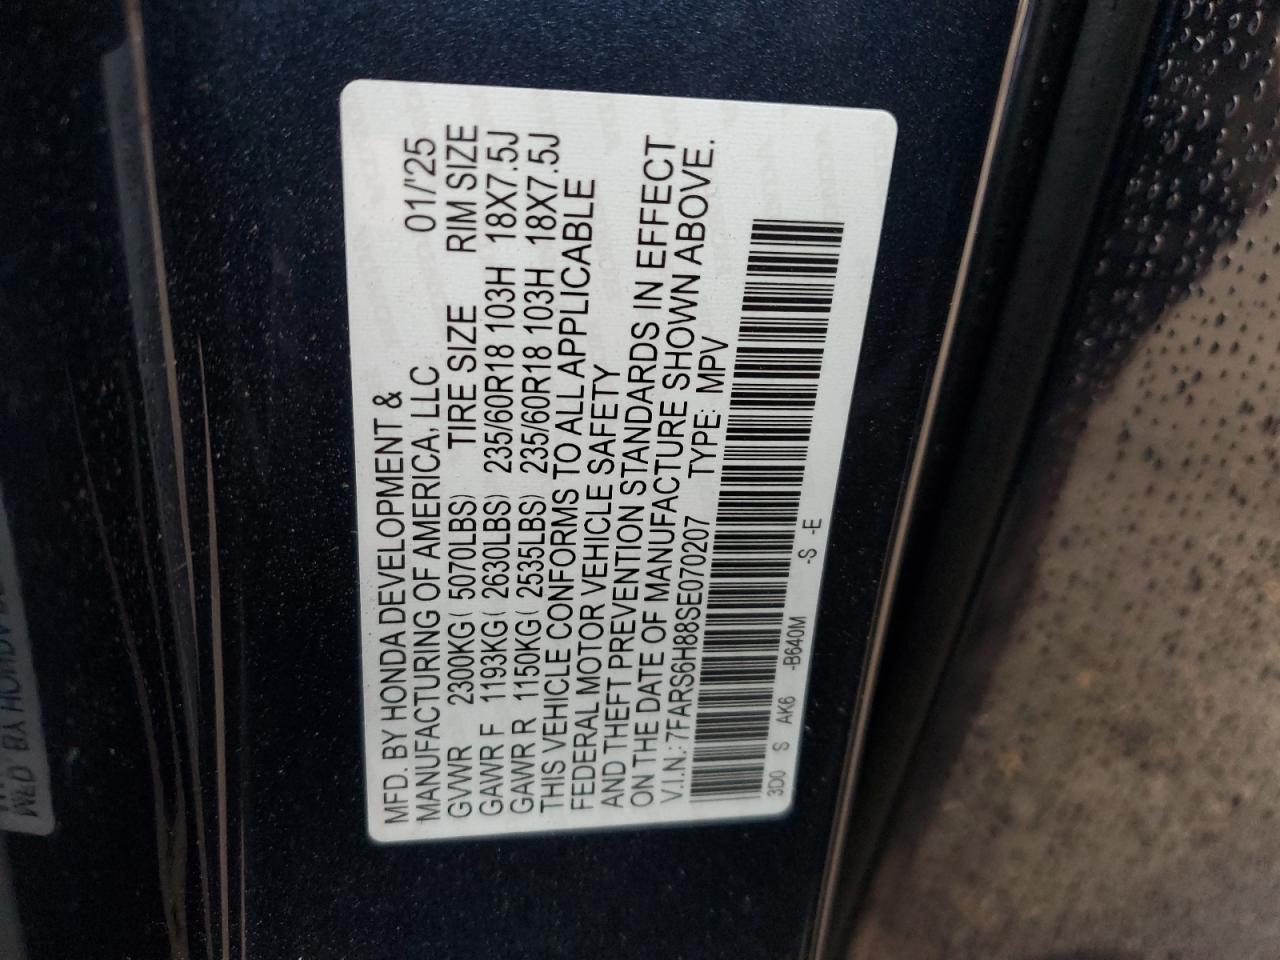 MFD. BY HONDA DEVELOPMENT &
MANUFACTURING OF AMERICA, LLC 01/'25
GVWR 2300KG( 5070LBS) TIRE SIZE RIM SIZE
GAWR F 1193KG( 2630LBS) 235/60R18 103H 18X7.5J
GAWR R 1150KG( 2535LBS) 235/60R18 103H 18X7.5J
THIS VEHICLE CONFORMS TO ALL APPLICABLE
FEDERAL MOTOR VEHICLE SAFETY
AND THEFT PREVENTION STANDARDS IN EFFECT
ON THE DATE OF MANUFACTURE SHOWN ABOVE.
V.I.N.: 7FARS6H88SE070207 TYPE: MPV
3D0 S AK6 -B640M -S -E